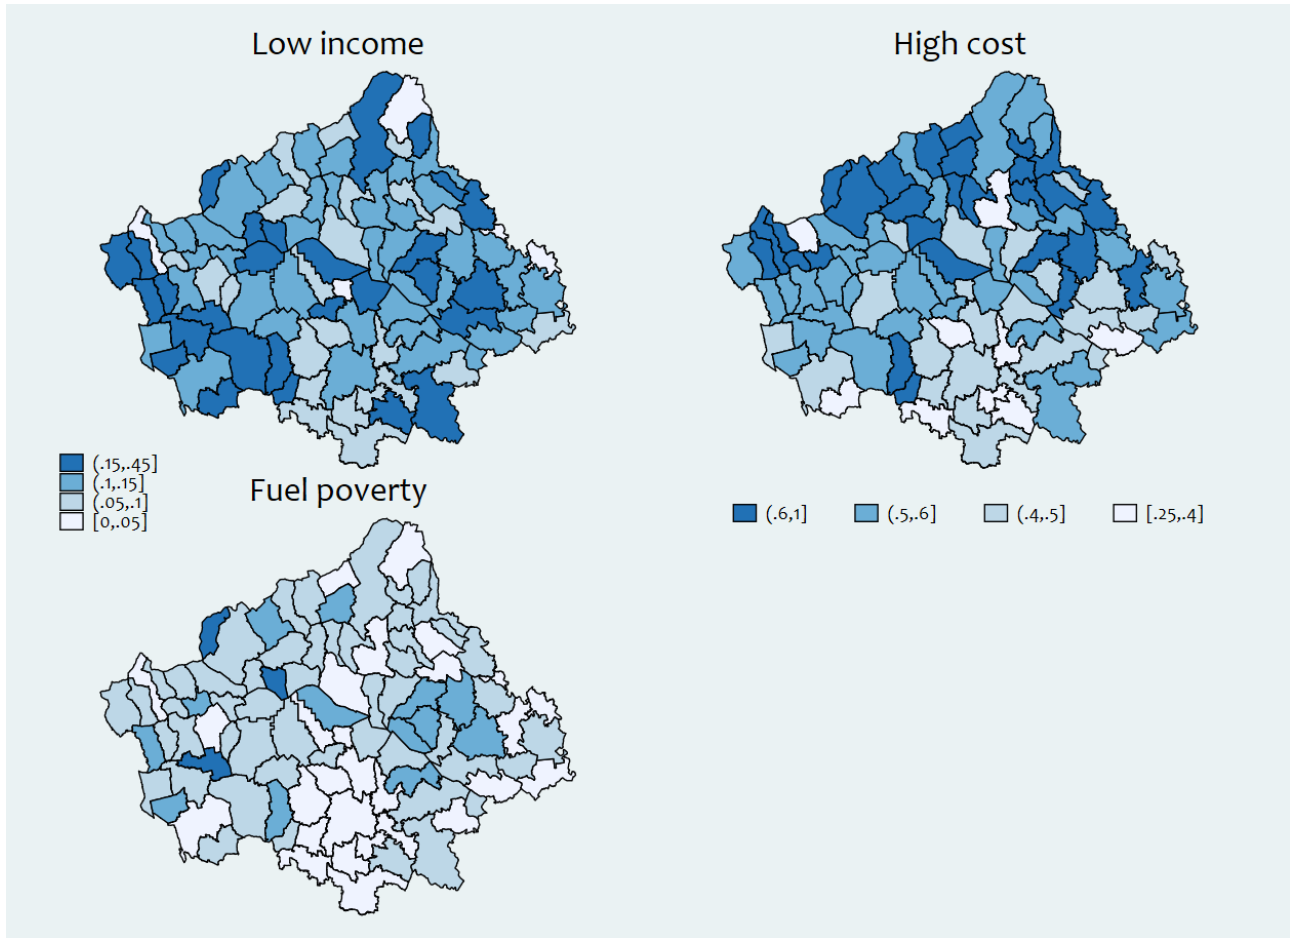 Low income
High cost
(.15,.45]
(.1,.15]
(.05,.1]
[0,.05]
Fuel poverty
(.6,1]
(.5,.6]
(.4,.5]
[.25,.4]